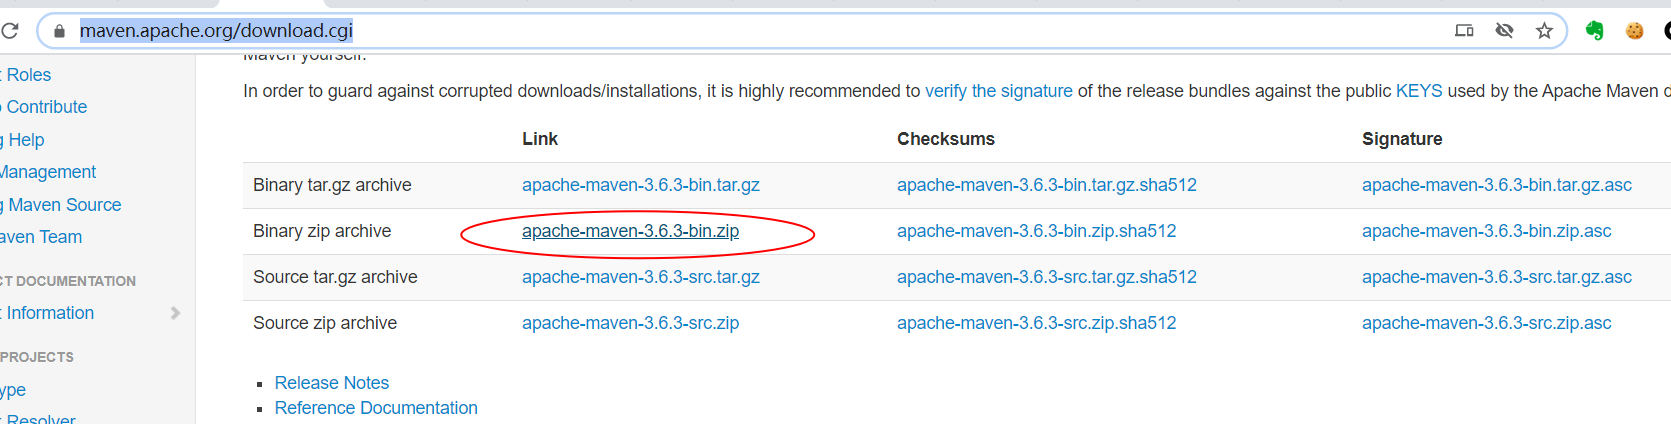 maven.apache.org/download.cgi
Maven yourself.
In order to guard against corrupted downloads/installations, it is highly recommended to verify the signature of the release bundles against the public KEYS used by the Apache Maven d
Link Checksums Signature
Binary tar.gz archive apache-maven-3.6.3-bin.tar.gz apache-maven-3.6.3-bin.tar.gz.sha512 apache-maven-3.6.3-bin.tar.gz.asc
Binary zip archive apache-maven-3.6.3-bin.zip apache-maven-3.6.3-bin.zip.sha512 apache-maven-3.6.3-bin.zip.asc
Source tar.gz archive apache-maven-3.6.3-src.tar.gz apache-maven-3.6.3-src.tar.gz.sha512 apache-maven-3.6.3-src.tar.gz.asc
Source zip archive apache-maven-3.6.3-src.zip apache-maven-3.6.3-src.zip.sha512 apache-maven-3.6.3-src.zip.asc
Release Notes
Reference Documentation
t Roles
o Contribute
g Help
Management
g Maven Source
aven Team
CT DOCUMENTATION
t Information
PROJECTS
ype
t Resolver